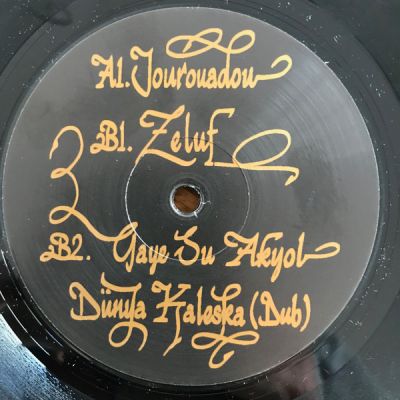 A1. Jourouadou
B1. Zeluf
B2. Gaye Su Akyol
Dünya Kaleska (Dub)